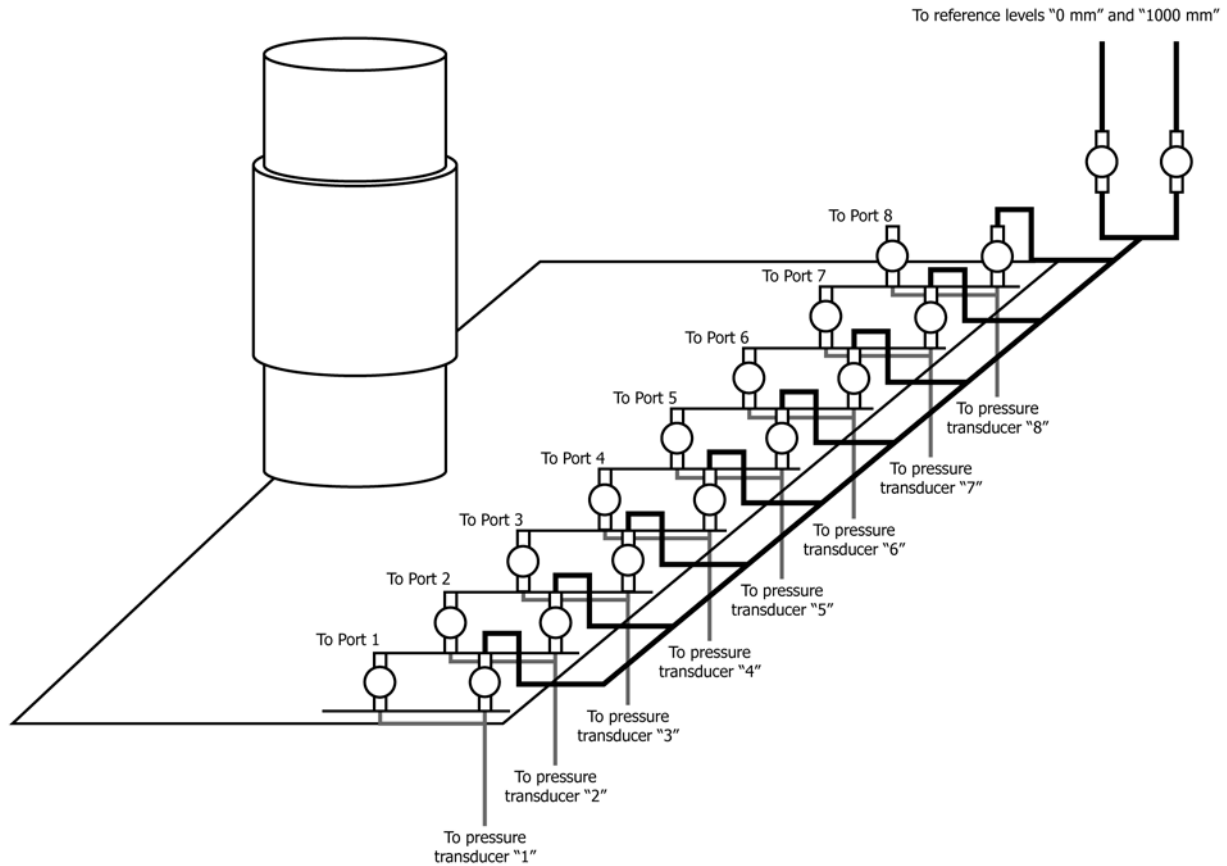 To reference levels “0 mm” and “1000 mm”
To Port 8
To Port 7
To Port 6
To Port 5
To Port 4
To Port 3
To Port 2
To Port 1
To pressure
transducer “8”
To pressure
transducer “7”
To pressure
transducer “6”
To pressure
transducer “5”
To pressure
transducer “4”
To pressure
transducer “3”
To pressure
transducer “2”
To pressure
transducer “1”